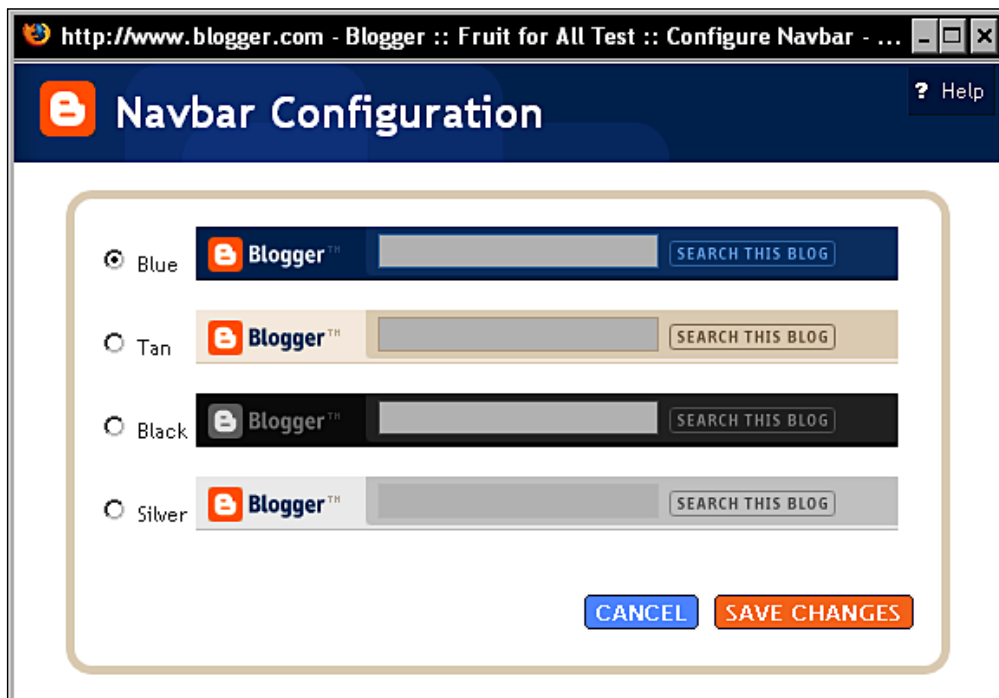 http://www.blogger.com - Blogger :: Fruit for All Test :: Configure Navbar - ...
? Help
Navbar Configuration
Blue Blogger™ SEARCH THIS BLOG
Tan Blogger™ SEARCH THIS BLOG
Black Blogger™ SEARCH THIS BLOG
Silver Blogger™ SEARCH THIS BLOG
CANCEL SAVE CHANGES